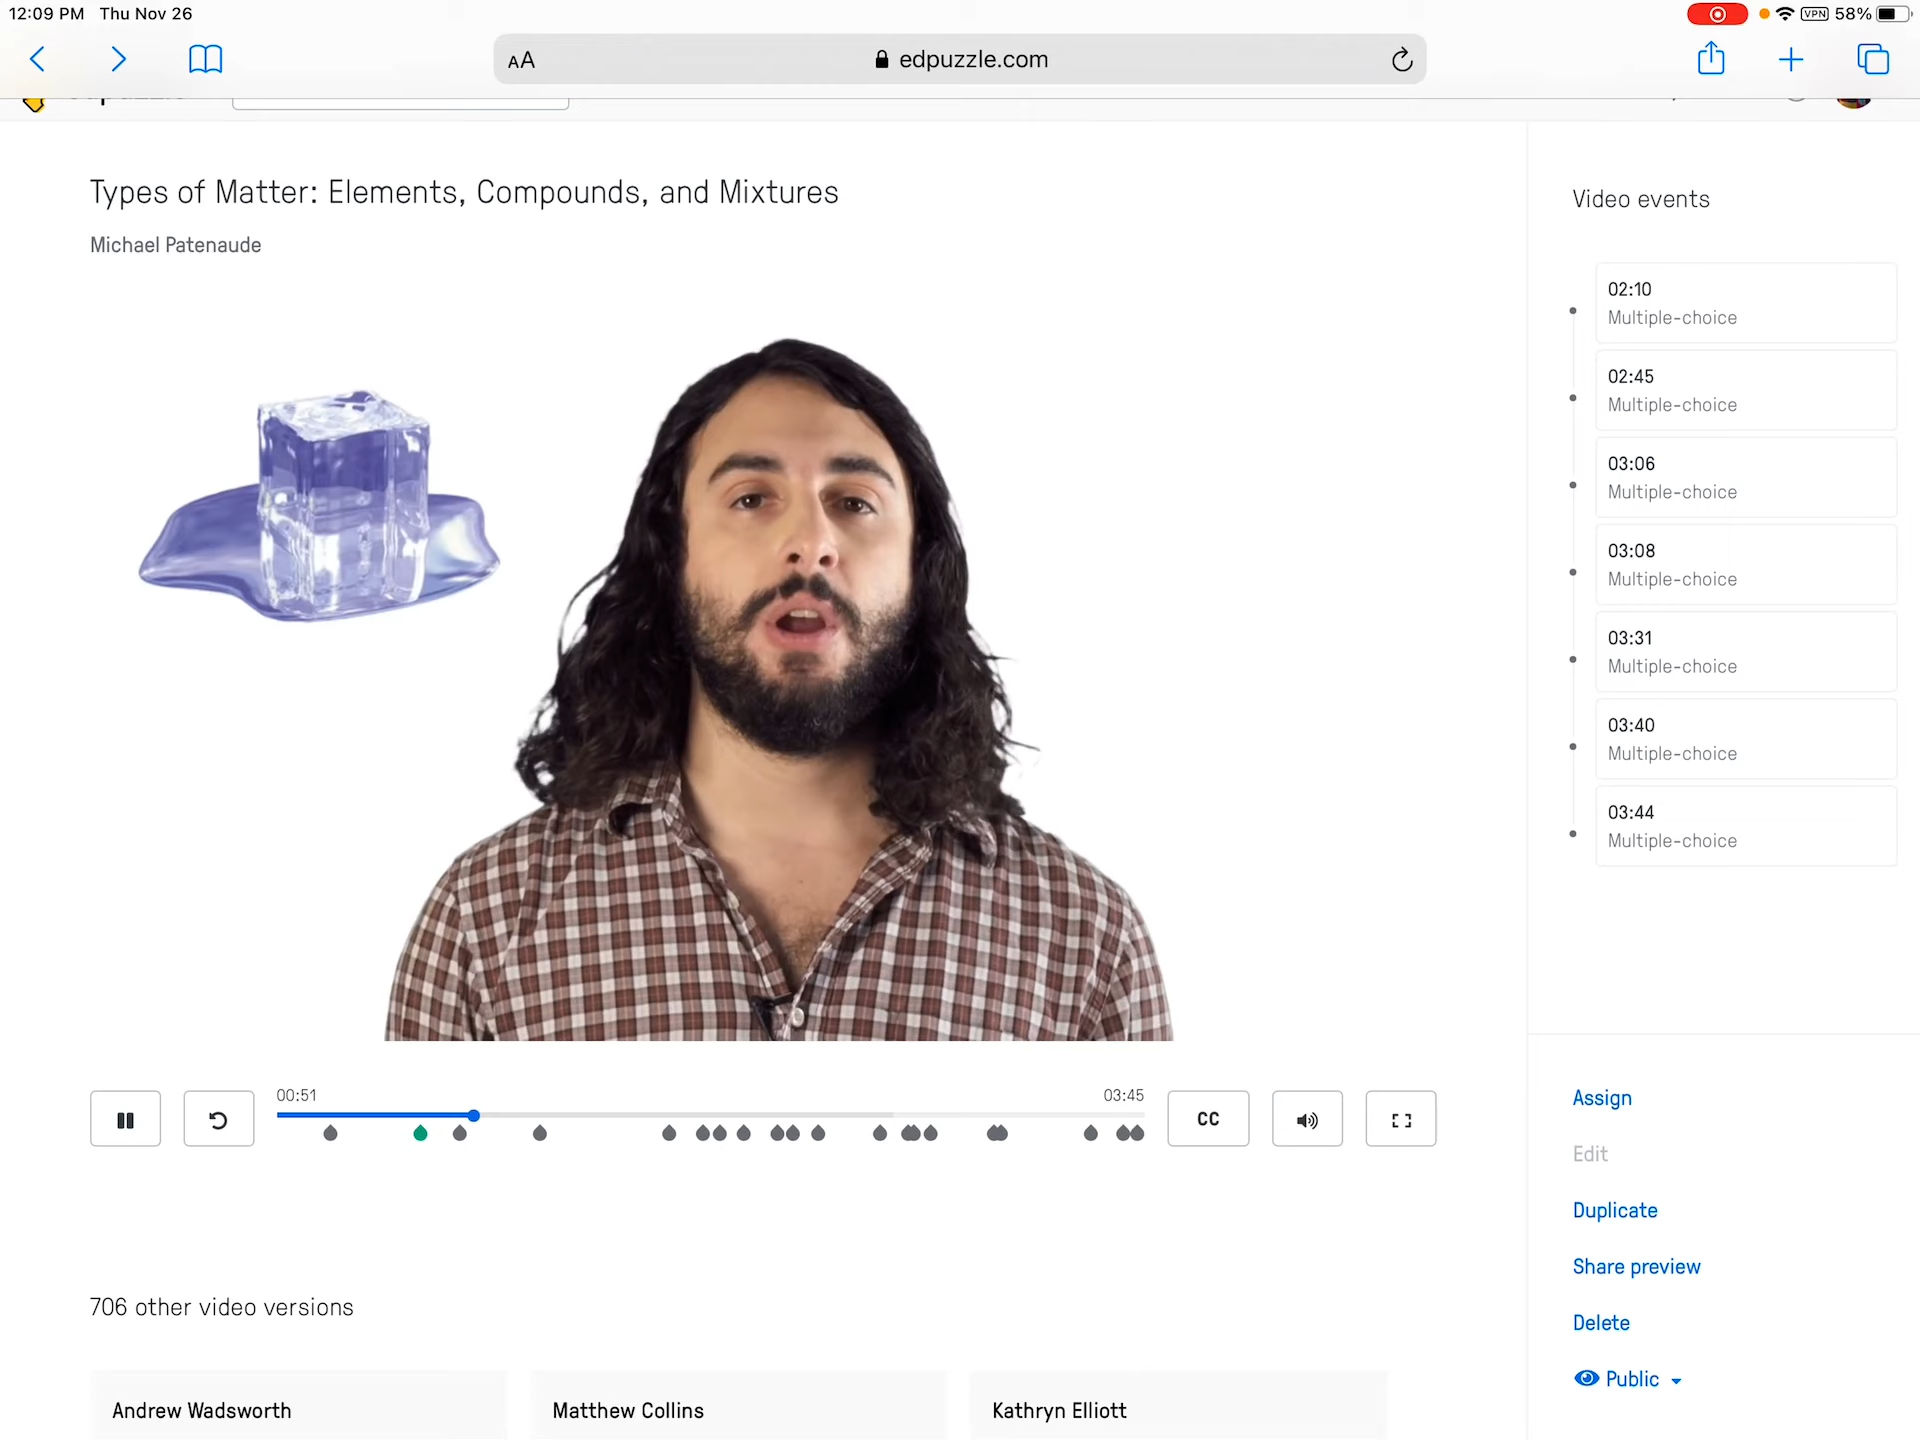 12:09 PM Thu Nov 26
VPN 58%
AA edpuzzle.com
Types of Matter: Elements, Compounds, and Mixtures
Michael Patenaude
Video events
02:10
Multiple-choice
02:45
Multiple-choice
03:06
Multiple-choice
03:08
Multiple-choice
03:31
Multiple-choice
03:40
Multiple-choice
03:44
Multiple-choice
00:51
03:45
CC
Assign
Edit
Duplicate
Share preview
Delete
Public
706 other video versions
Andrew Wadsworth
Matthew Collins
Kathryn Elliott